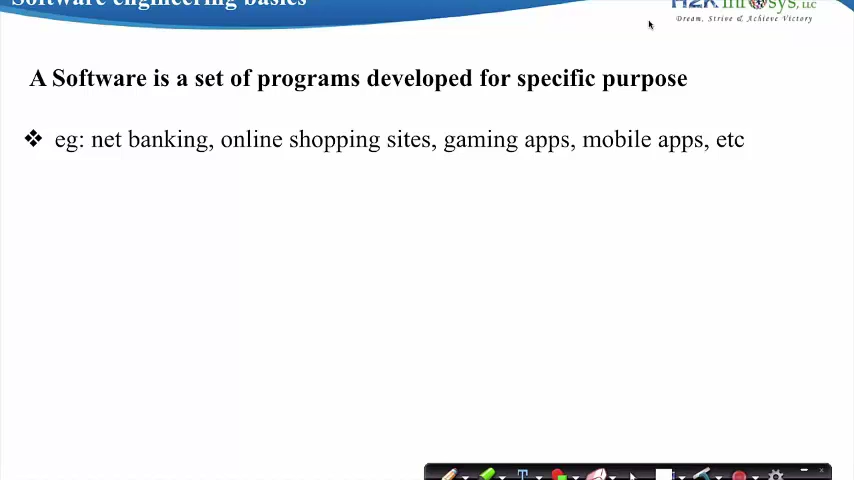 Software engineering basics
H2K Infosys, LLC
Dream, Strive & Achieve Victory
A Software is a set of programs developed for specific purpose
❖ eg: net banking, online shopping sites, gaming apps, mobile apps, etc
T